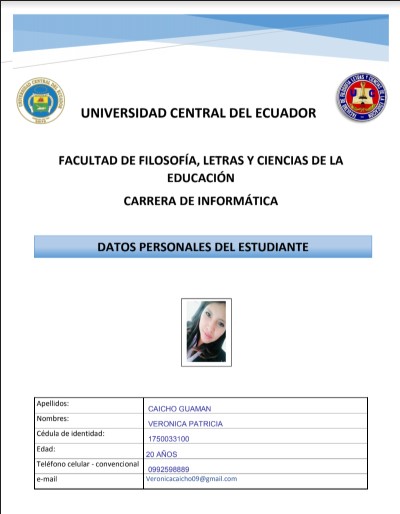 UNIVERSIDAD CENTRAL DEL ECUADOR
FACULTAD DE FILOSOFÍA, LETRAS Y CIENCIAS DE LA
EDUCACIÓN
CARRERA DE INFORMÁTICA
DATOS PERSONALES DEL ESTUDIANTE
Apellidos: CAICHO GUAMAN
Nombres: VERONICA PATRICIA
Cédula de identidad: 1750033100
Edad: 20 AÑOS
Teléfono celular - convencional 0992598889
e-mail Veronicacaicho09@gmail.com